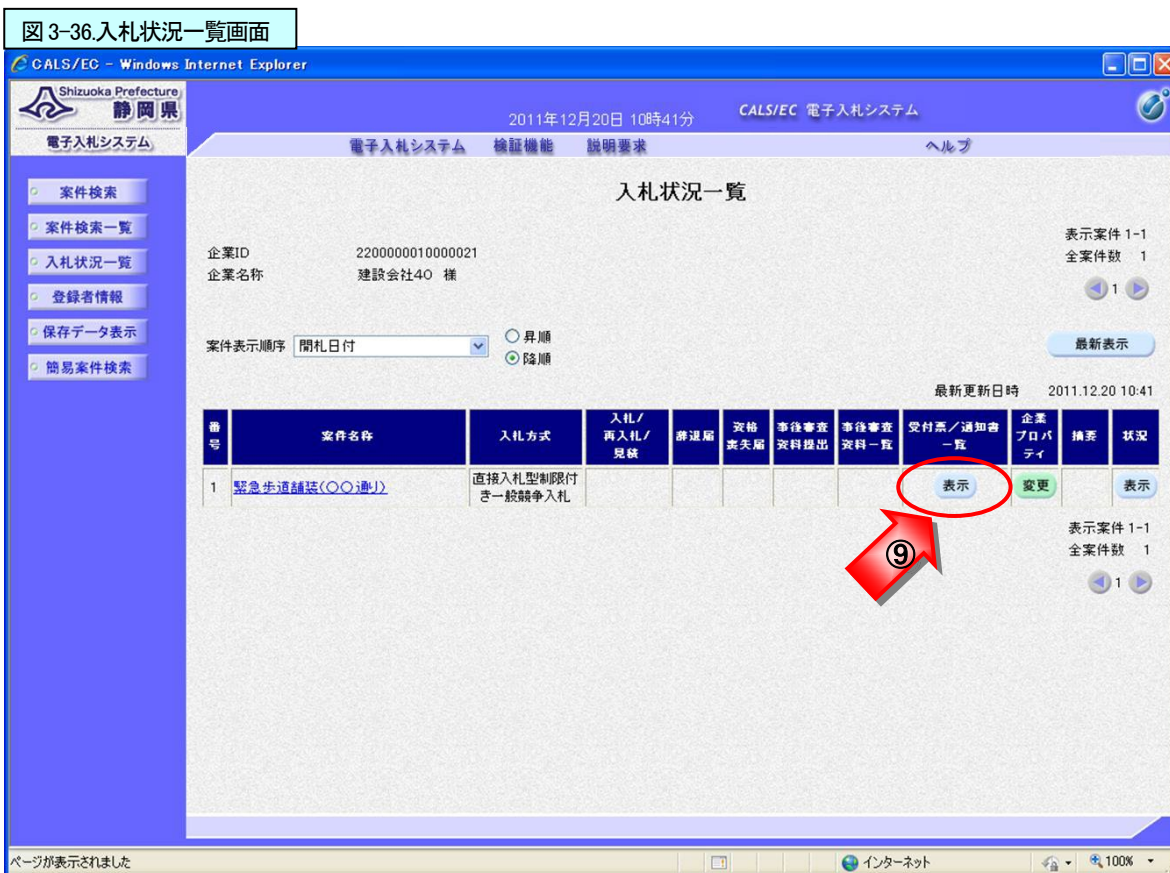 図 3-36.入札状況一覧画面
CALS/EC - Windows Internet Explorer
Shizuoka Prefecture
静岡県
電子入札システム
2011年12月20日 10時41分
CALS/EC 電子入札システム
電子入札システム 検証機能 説明要求 ヘルプ
案件検索
案件検索一覧
入札状況一覧
登録者情報
保存データ表示
簡易案件検索
入札状況一覧
表示案件 1-1
全案件数 1
1
企業ID 2200000010000021
企業名称 建設会社40 様
案件表示順序 開札日付
昇順
降順
最新表示
最新更新日時 2011.12.20 10:41
番号 案件名称 入札方式 入札/再入札/見積 辞退届 資格喪失届 事後審査資料提出 事後審査資料一覧 受付票/通知書一覧 企業プロパティ 摘要 状況
1 緊急歩道舗装(○○通り) 直接入札型制限付き一般競争入札 表示 変更 表示
⑨
表示案件 1-1
全案件数 1
1
ページが表示されました インターネット 100%